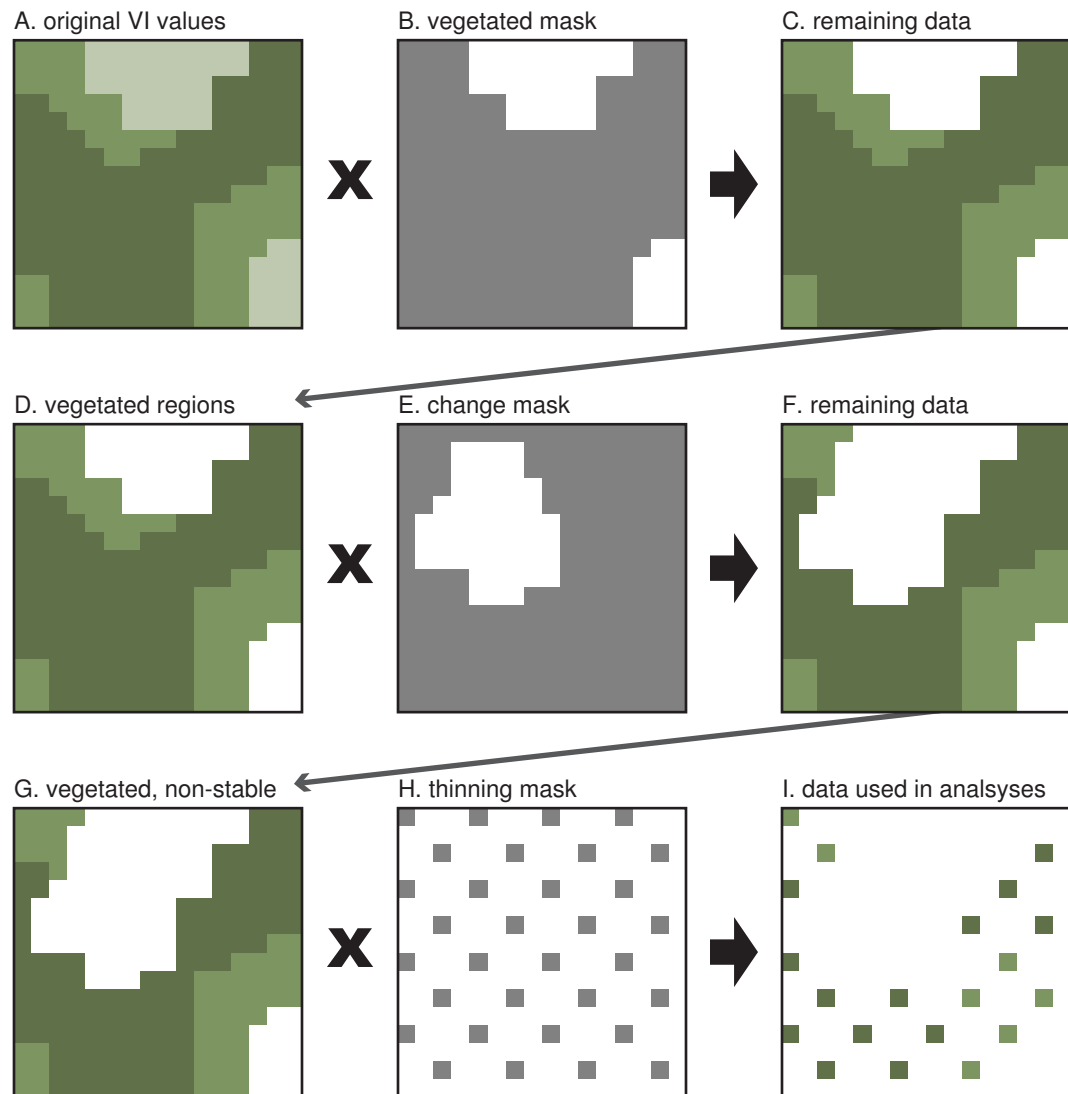 A. original VI values
B. vegetated mask
C. remaining data
x
D. vegetated regions
E. change mask
F. remaining data
x
G. vegetated, non-stable
H. thinning mask
I. data used in analsyses
x